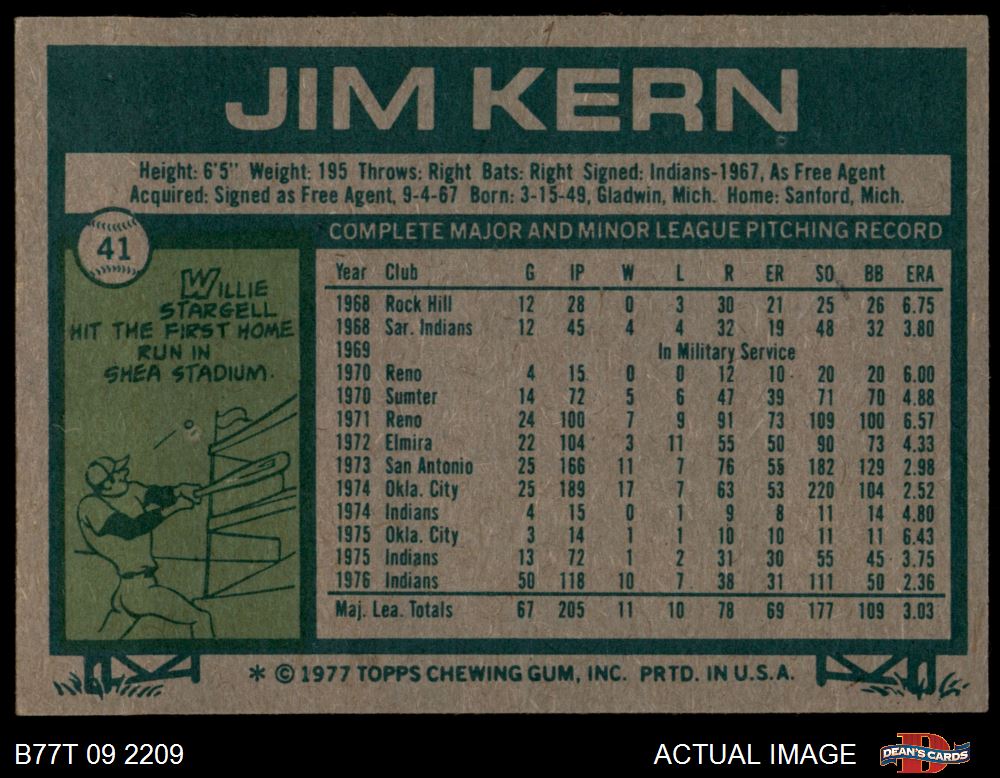 JIM KERN
Height: 6'5" Weight: 195 Throws: Right Bats: Right Signed: Indians-1967, As Free Agent
Acquired: Signed as Free Agent, 9-4-67 Born: 3-15-49, Gladwin, Mich. Home: Sanford, Mich.
41
WILLIE
STARGELL
HIT THE FIRST HOME
RUN IN
SHEA STADIUM.
COMPLETE MAJOR AND MINOR LEAGUE PITCHING RECORD
Year Club G IP W L R ER SO BB ERA
1968 Rock Hill 12 28 0 3 30 21 25 26 6.75
1968 Sar. Indians 12 45 4 4 32 19 48 32 3.80
1969 In Military Service
1970 Reno 4 15 0 0 12 10 20 20 6.00
1970 Sumter 14 72 5 6 47 39 71 70 4.88
1971 Reno 24 100 7 9 91 73 109 100 6.57
1972 Elmira 22 104 3 11 55 50 90 73 4.33
1973 San Antonio 25 166 11 7 76 55 182 129 2.98
1974 Okla. City 25 189 17 7 63 53 220 104 2.52
1974 Indians 4 15 0 1 9 8 11 14 4.80
1975 Okla. City 3 14 1 1 10 10 11 11 6.43
1975 Indians 13 72 1 2 31 30 55 45 3.75
1976 Indians 50 118 10 7 38 31 111 50 2.36
Maj. Lea. Totals 67 205 11 10 78 69 177 109 3.03
* © 1977 TOPPS CHEWING GUM, INC. PRTD. IN U.S.A.
B77T 09 2209
ACTUAL IMAGE
DEAN'S CARDS